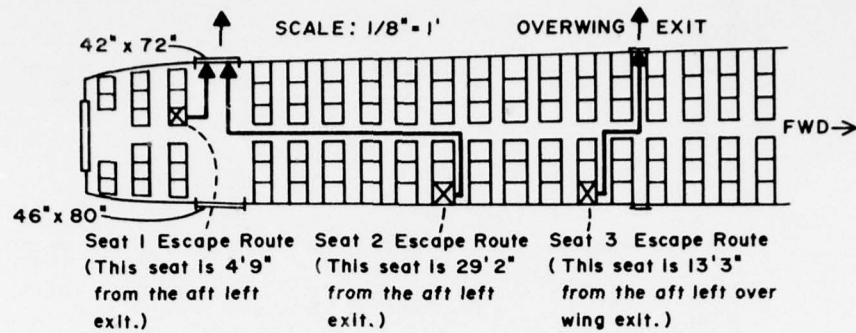 42" x 72"
SCALE: 1/8" = 1'
OVERWING EXIT
FWD
46" x 80"
Seat 1 Escape Route
(This seat is 4'9"
from the aft left
exit.)
Seat 2 Escape Route
(This seat is 29'2"
from the aft left
exit.)
Seat 3 Escape Route
(This seat is 13'3"
from the aft left over
wing exit.)